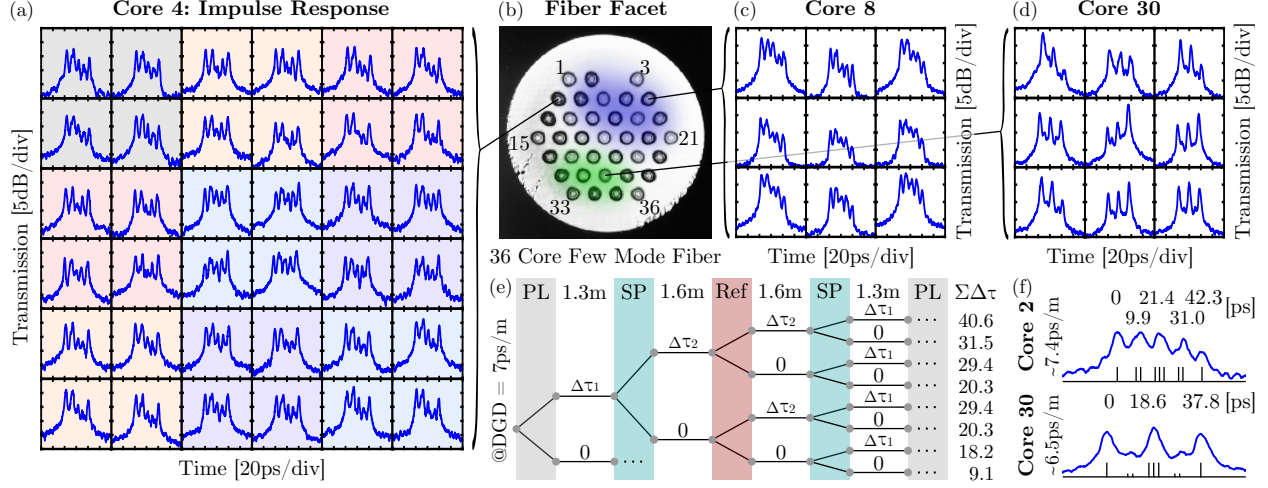 (a) Core 4: Impulse Response
Transmission [5dB/div]
Time [20ps/div]
(b) Fiber Facet
1
3
15
21
33
36
36 Core Few Mode Fiber
(c) Core 8
Transmission [5dB/div]
Time [20ps/div]
(d) Core 30
Transmission [5dB/div]
Time [20ps/div]
(e) PL 1.3m SP 1.6m Ref 1.6m SP 1.3m PL ΣΔτ
@DGD = 7ps/m
Δτ1
0
...
Δτ2
0
Δτ2
0
Δτ2
0
Δτ1 ... 40.6
0 ... 31.5
Δτ1 ... 29.4
0 ... 20.3
Δτ1 ... 29.4
0 ... 20.3
Δτ1 ... 18.2
0 ... 9.1
(f)
Core 2
~7.4ps/m
0 21.4 42.3 [ps]
9.9 31.0
Core 30
~6.5ps/m
0 18.6 37.8 [ps]